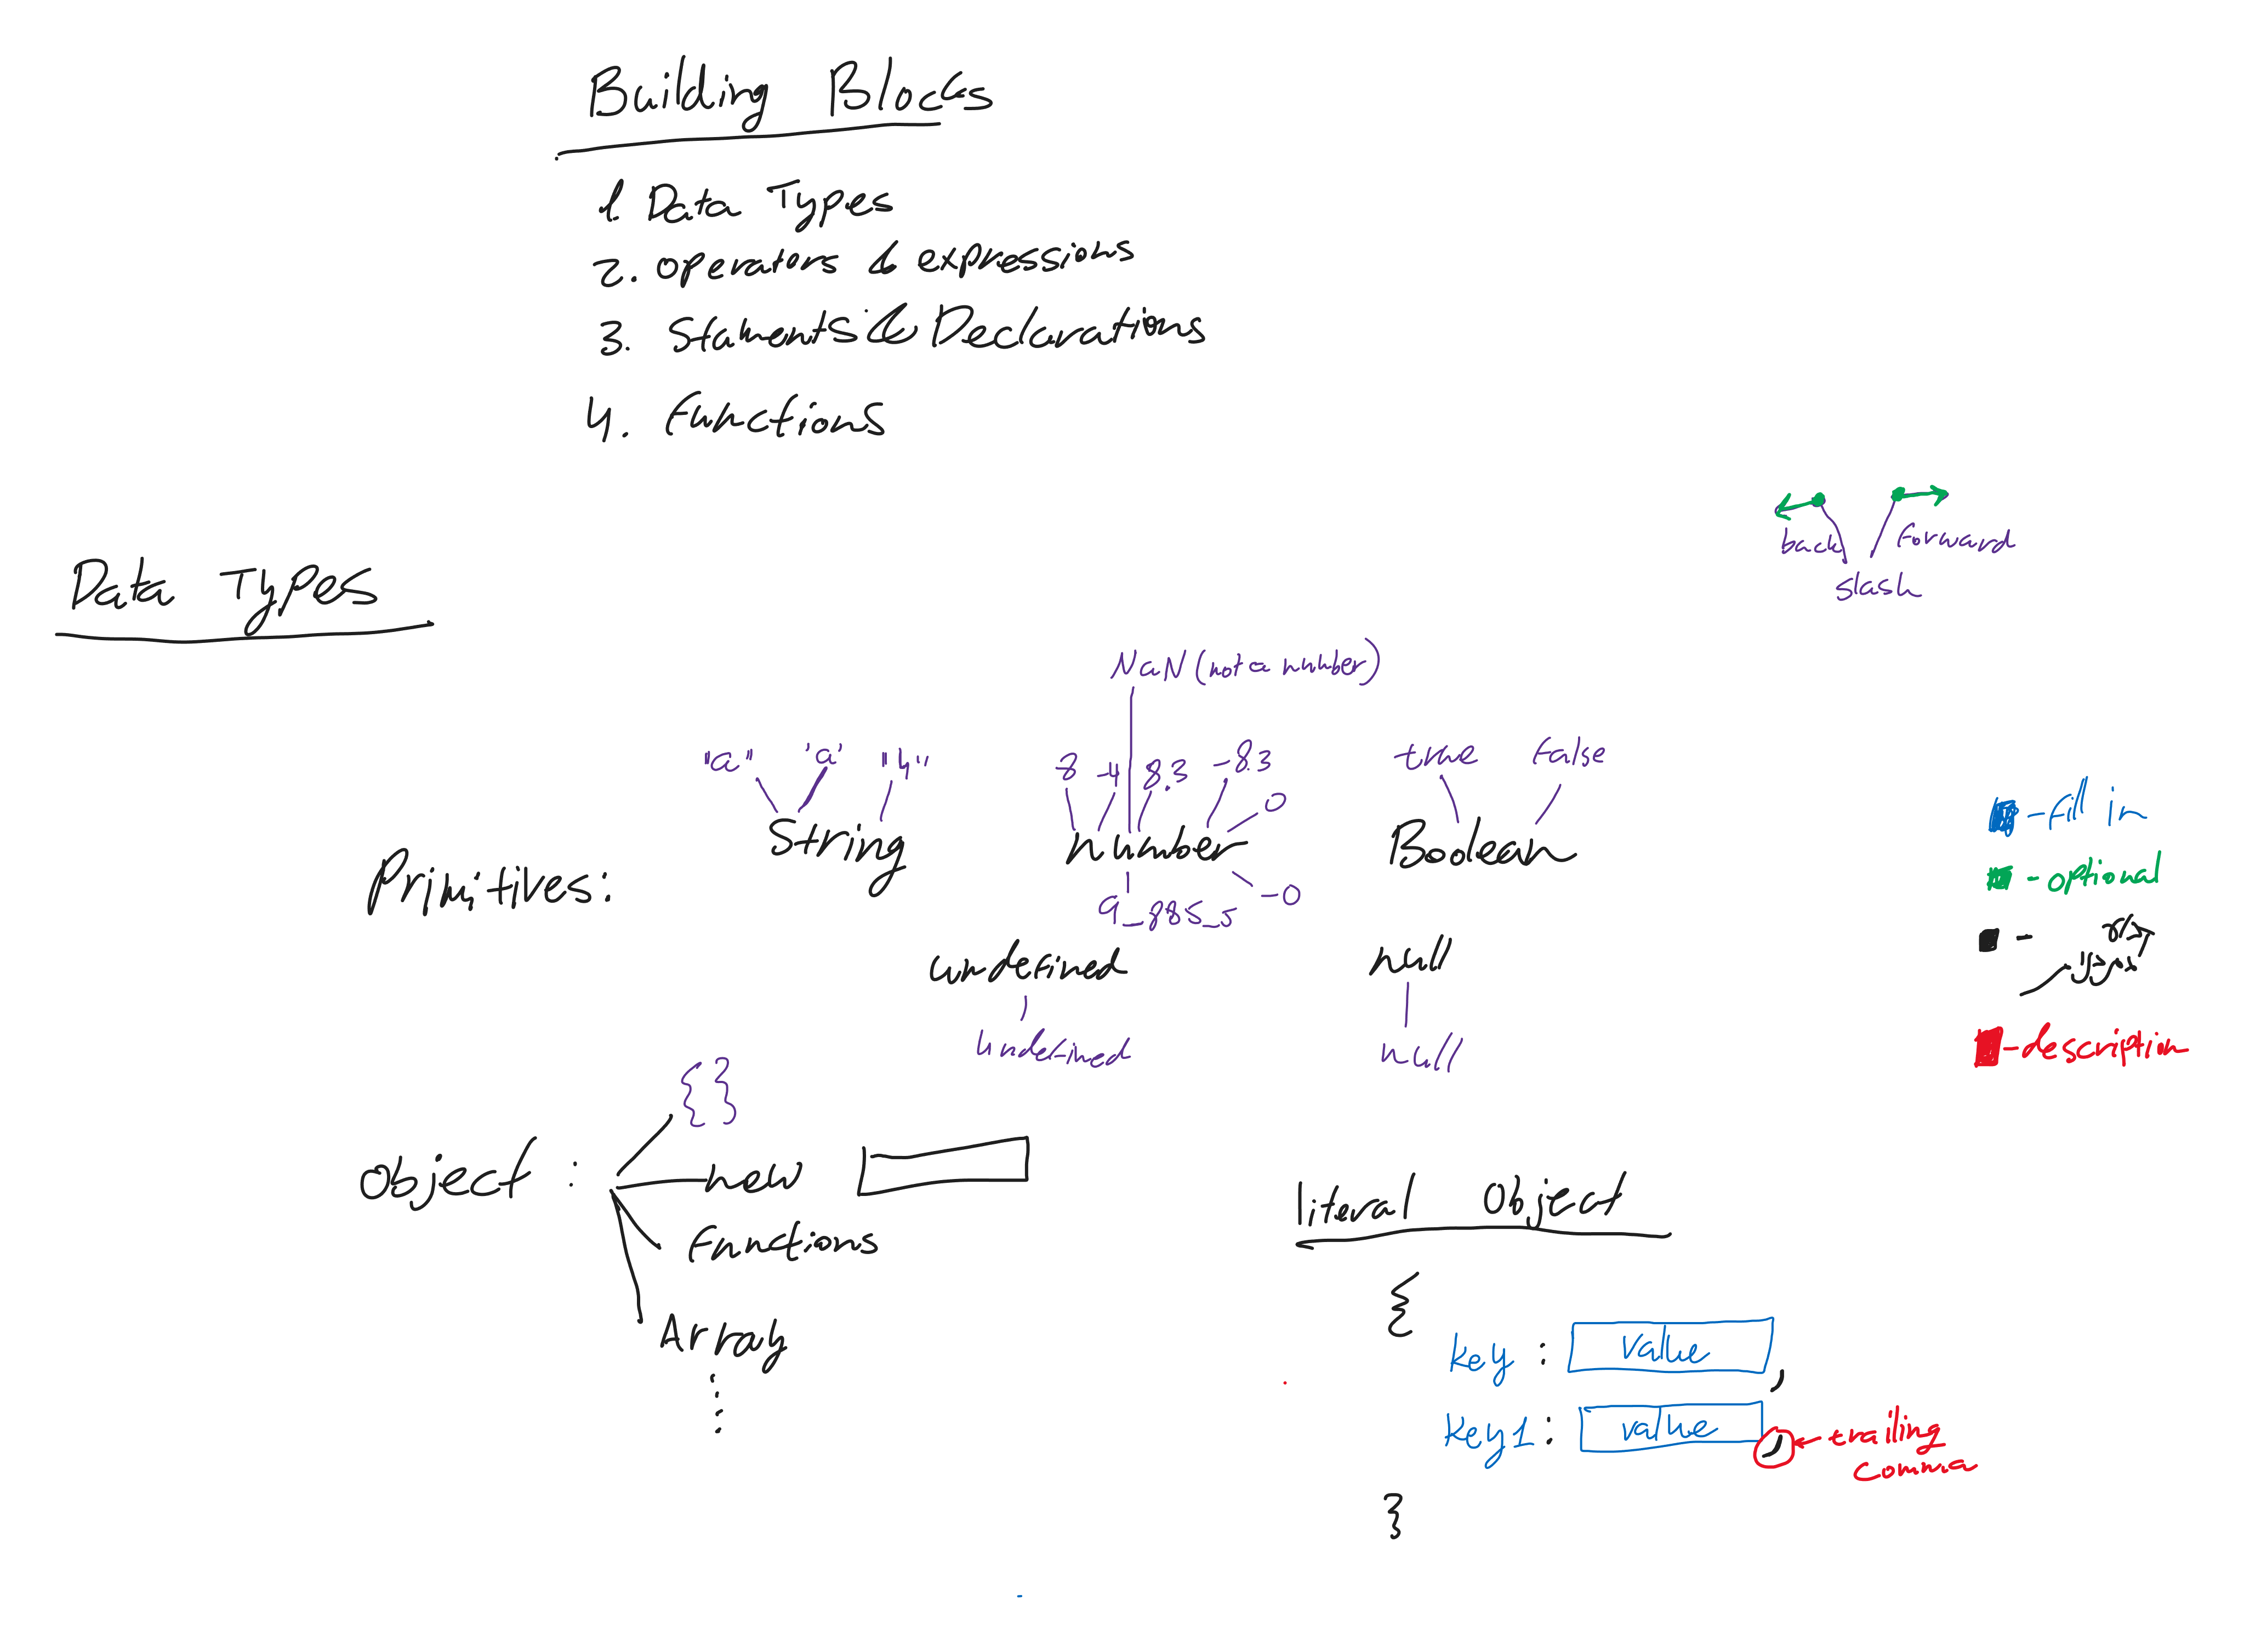 Building Blocks
1. Data Types
2. operators & expressions
3. Staments & Declarations
4. functions
back forward
slash
Data Types
NaN (not a number)
"a" 'a' "4"
8 -4 8.3 -8.3 0
true false
String number Boolean
Primitives:
9_885_5 -0
undefined null
undefined null
- fill in
- optional
-
- description
{ }
object : new
functions
Array
⋮
literal Object
{
key : value ,
key1 : value ,
trailing
comma
}